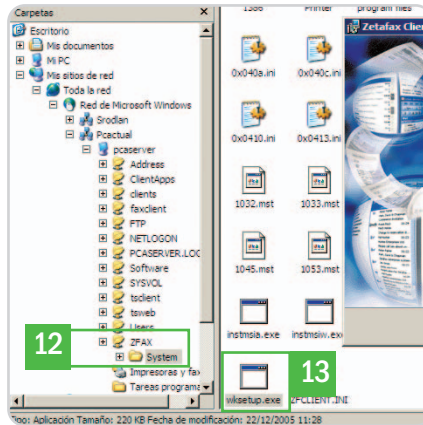 Carpetas
Escritorio
Mis documentos
Mi PC
Mis sitios de red
Toda la red
Red de Microsoft Windows
Srodian
Pcactual
pcaserver
Address
ClientApps
clients
faxclient
FTP
NETLOGON
PCASERVER.LOG
Software
SYSVOL
tsclient
tsweb
Users
ZFAX
System
Impresoras y fax
Tareas programa
12
1386
Printer
program files
0x040a.ini
0x040c.ini
0x0410.ini
0x0413.ini
1032.mst
1033.mst
1045.mst
1053.mst
instmsia.exe
instmsiw.exe
wksetup.exe
ZFCLIENT.INI
13
Zetafax Clien
Tipo: Aplicación Tamaño: 220 KB Fecha de modificación: 22/12/2005 11:28